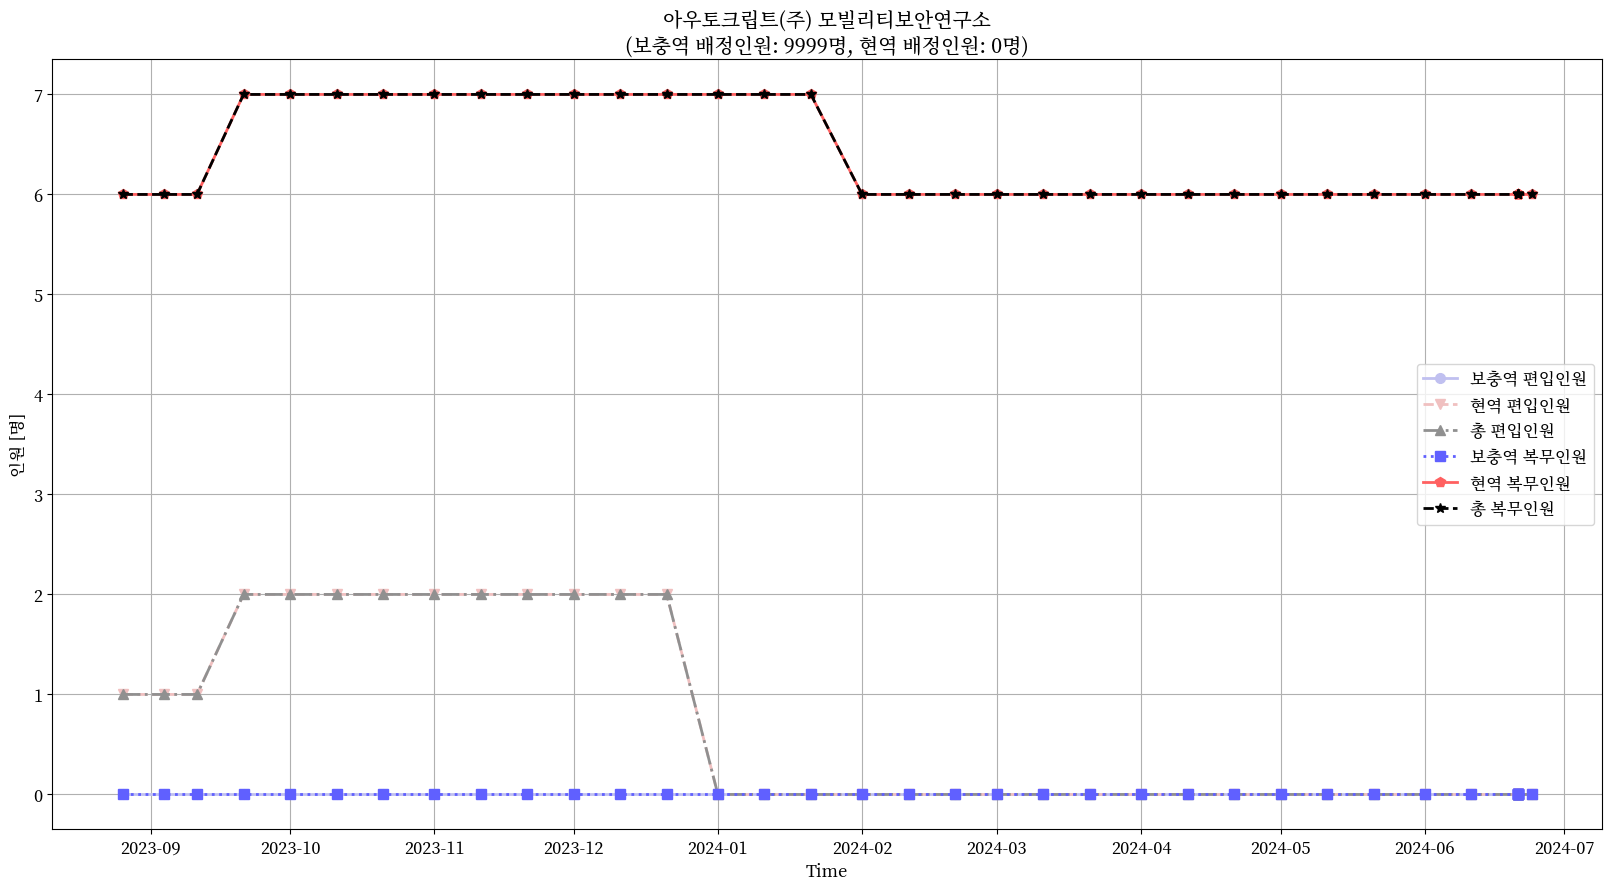 아우토크립트(주) 모빌리티보안연구소
(보충역 배정인원: 9999명, 현역 배정인원: 0명)
인원 [명]
7
6
5
4
3
2
1
0
보충역 편입인원
현역 편입인원
총 편입인원
보충역 복무인원
현역 복무인원
총 복무인원
2023-09
2023-10
2023-11
2023-12
2024-01
2024-02
2024-03
2024-04
2024-05
2024-06
2024-07
Time